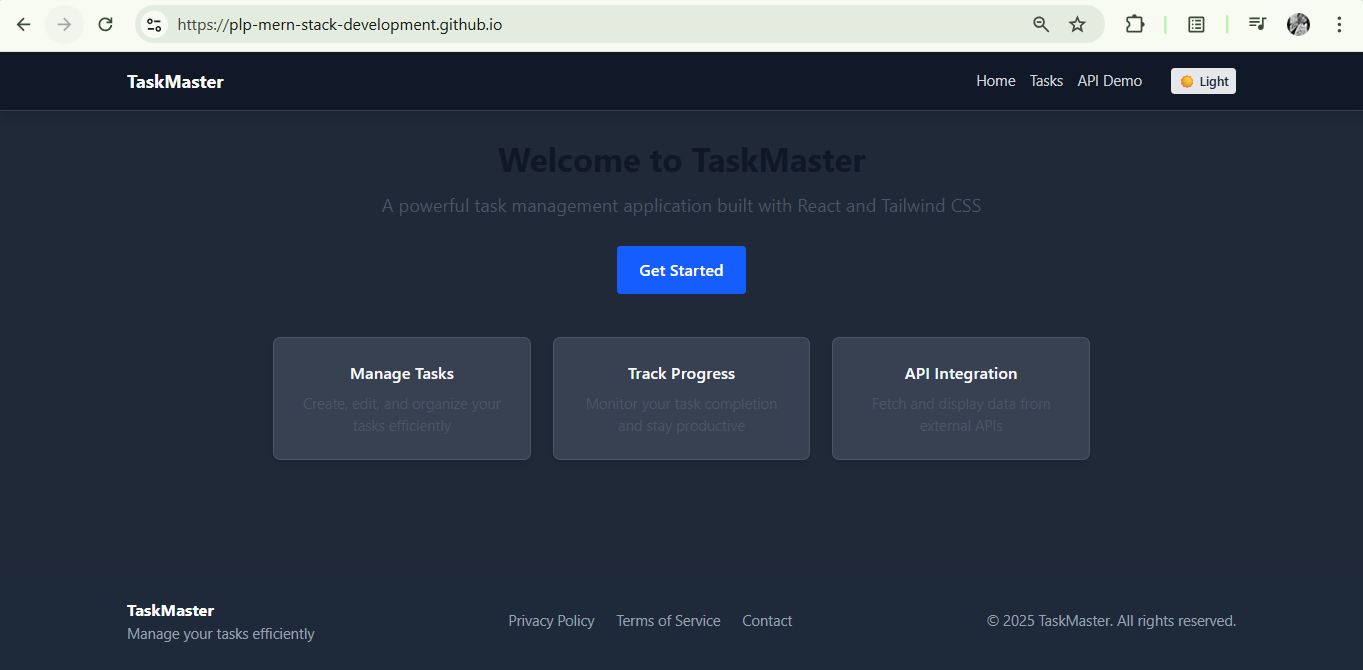 https://plp-mern-stack-development.github.io
TaskMaster
Home Tasks API Demo Light
Welcome to TaskMaster
A powerful task management application built with React and Tailwind CSS
Get Started
Manage Tasks
Create, edit, and organize your
tasks efficiently
Track Progress
Monitor your task completion
and stay productive
API Integration
Fetch and display data from
external APIs
TaskMaster
Manage your tasks efficiently
Privacy Policy Terms of Service Contact
© 2025 TaskMaster. All rights reserved.